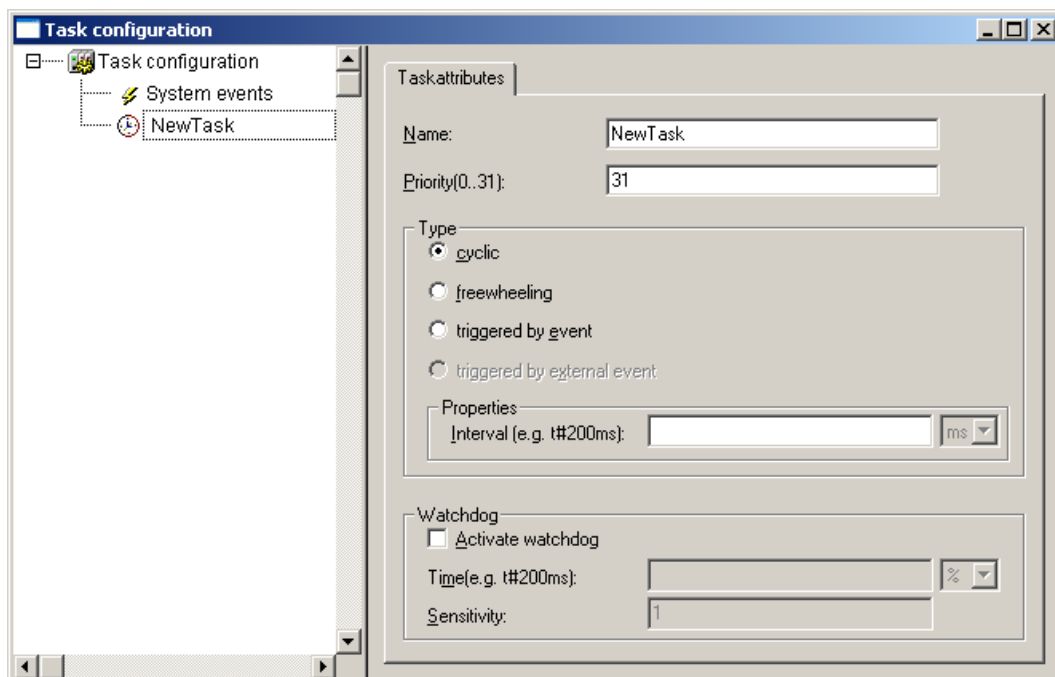 Task configuration
Task configuration
System events
NewTask
Taskattributes
Name: NewTask
Priority(0..31): 31
Type
cyclic
freewheeling
triggered by event
triggered by external event
Properties
Interval (e.g. t#200ms): ms
Watchdog
Activate watchdog
Time(e.g. t#200ms): %
Sensitivity: 1